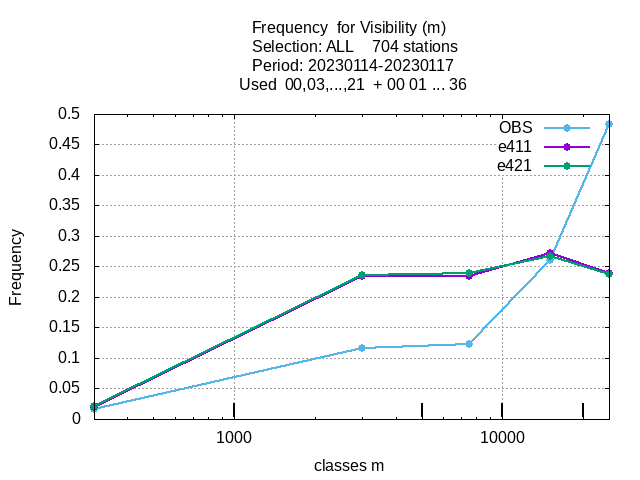 Frequency  for Visibility (m)
Selection: ALL    704 stations
Period: 20230114-20230117
Used  00,03,...,21  + 00 01 ... 36
0.5
0.45
0.4
0.35
0.3
0.25
0.2
0.15
0.1
0.05
0
Frequency
OBS
e411
e421
1000
10000
classes m